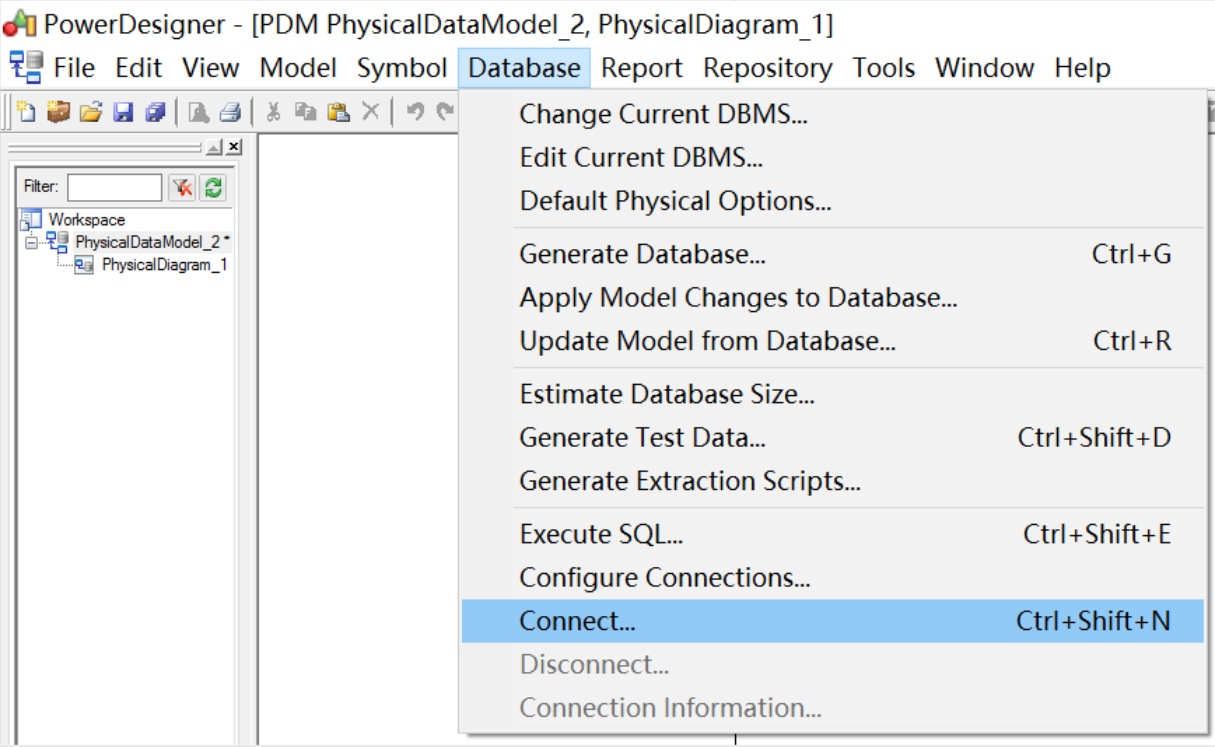 PowerDesigner - [PDM PhysicalDataModel_2, PhysicalDiagram_1]
File Edit View Model Symbol Database Report Repository Tools Window Help
Filter:
Workspace
PhysicalDataModel_2 *
PhysicalDiagram_1
Change Current DBMS...
Edit Current DBMS...
Default Physical Options...
Generate Database... Ctrl+G
Apply Model Changes to Database...
Update Model from Database... Ctrl+R
Estimate Database Size...
Generate Test Data... Ctrl+Shift+D
Generate Extraction Scripts...
Execute SQL... Ctrl+Shift+E
Configure Connections...
Connect... Ctrl+Shift+N
Disconnect...
Connection Information...